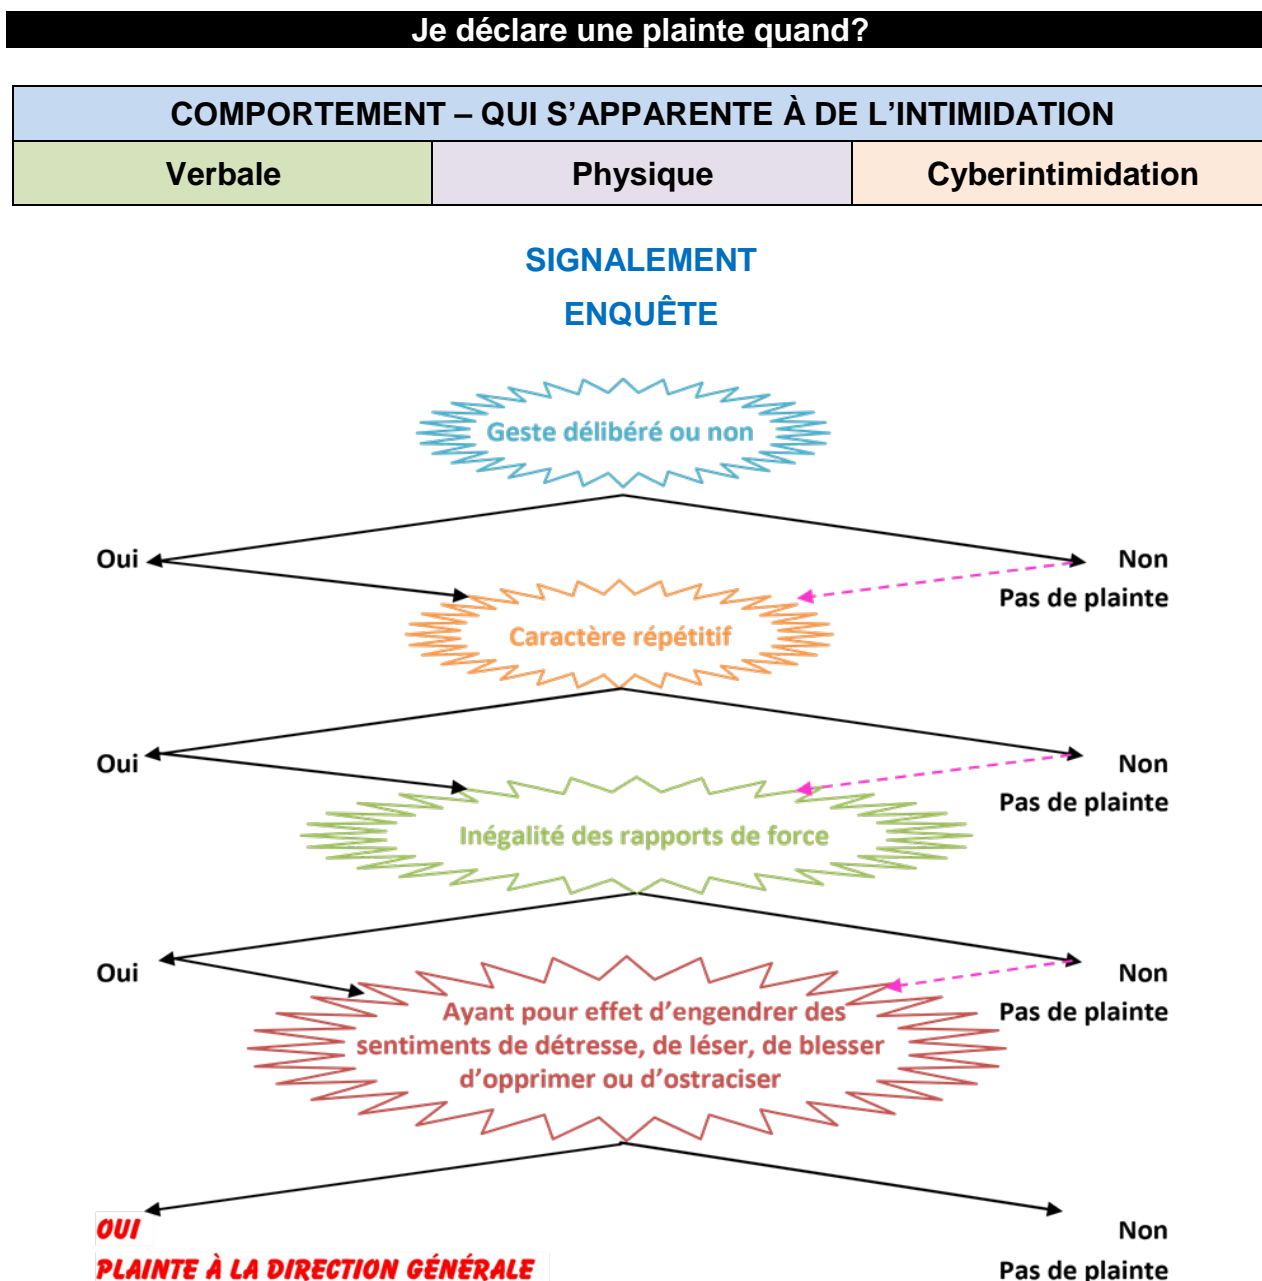 Je déclare une plainte quand?
COMPORTEMENT – QUI S’APPARENTE À DE L’INTIMIDATION
Verbale
Physique
Cyberintimidation
SIGNALEMENT
ENQUÊTE
Geste délibéré ou non
Oui
Non
Pas de plainte
Caractère répétitif
Oui
Non
Pas de plainte
Inégalité des rapports de force
Oui
Non
Pas de plainte
Ayant pour effet d’engendrer des
sentiments de détresse, de léser, de blesser
d’opprimer ou d’ostraciser
OUI
PLAINTE À LA DIRECTION GÉNÉRALE
Non
Pas de plainte